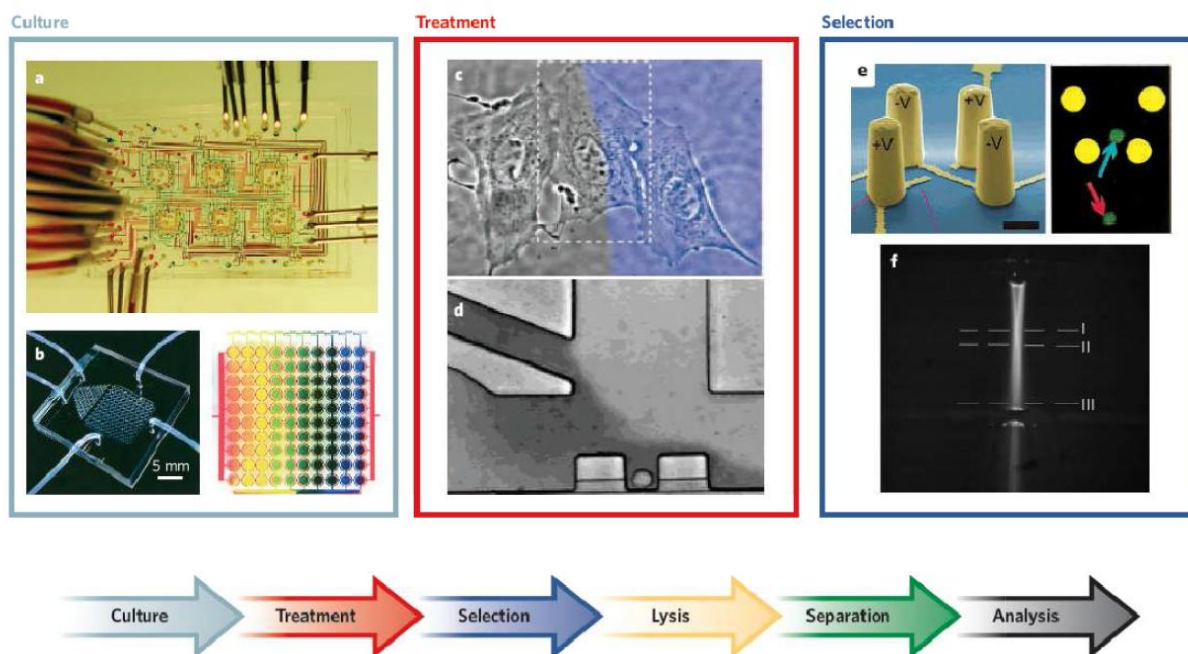 Culture
Treatment
Selection
a
b
5 mm
c
d
e
-V
+V
+V
-V
f
I
II
III
Culture
Treatment
Selection
Lysis
Separation
Analysis